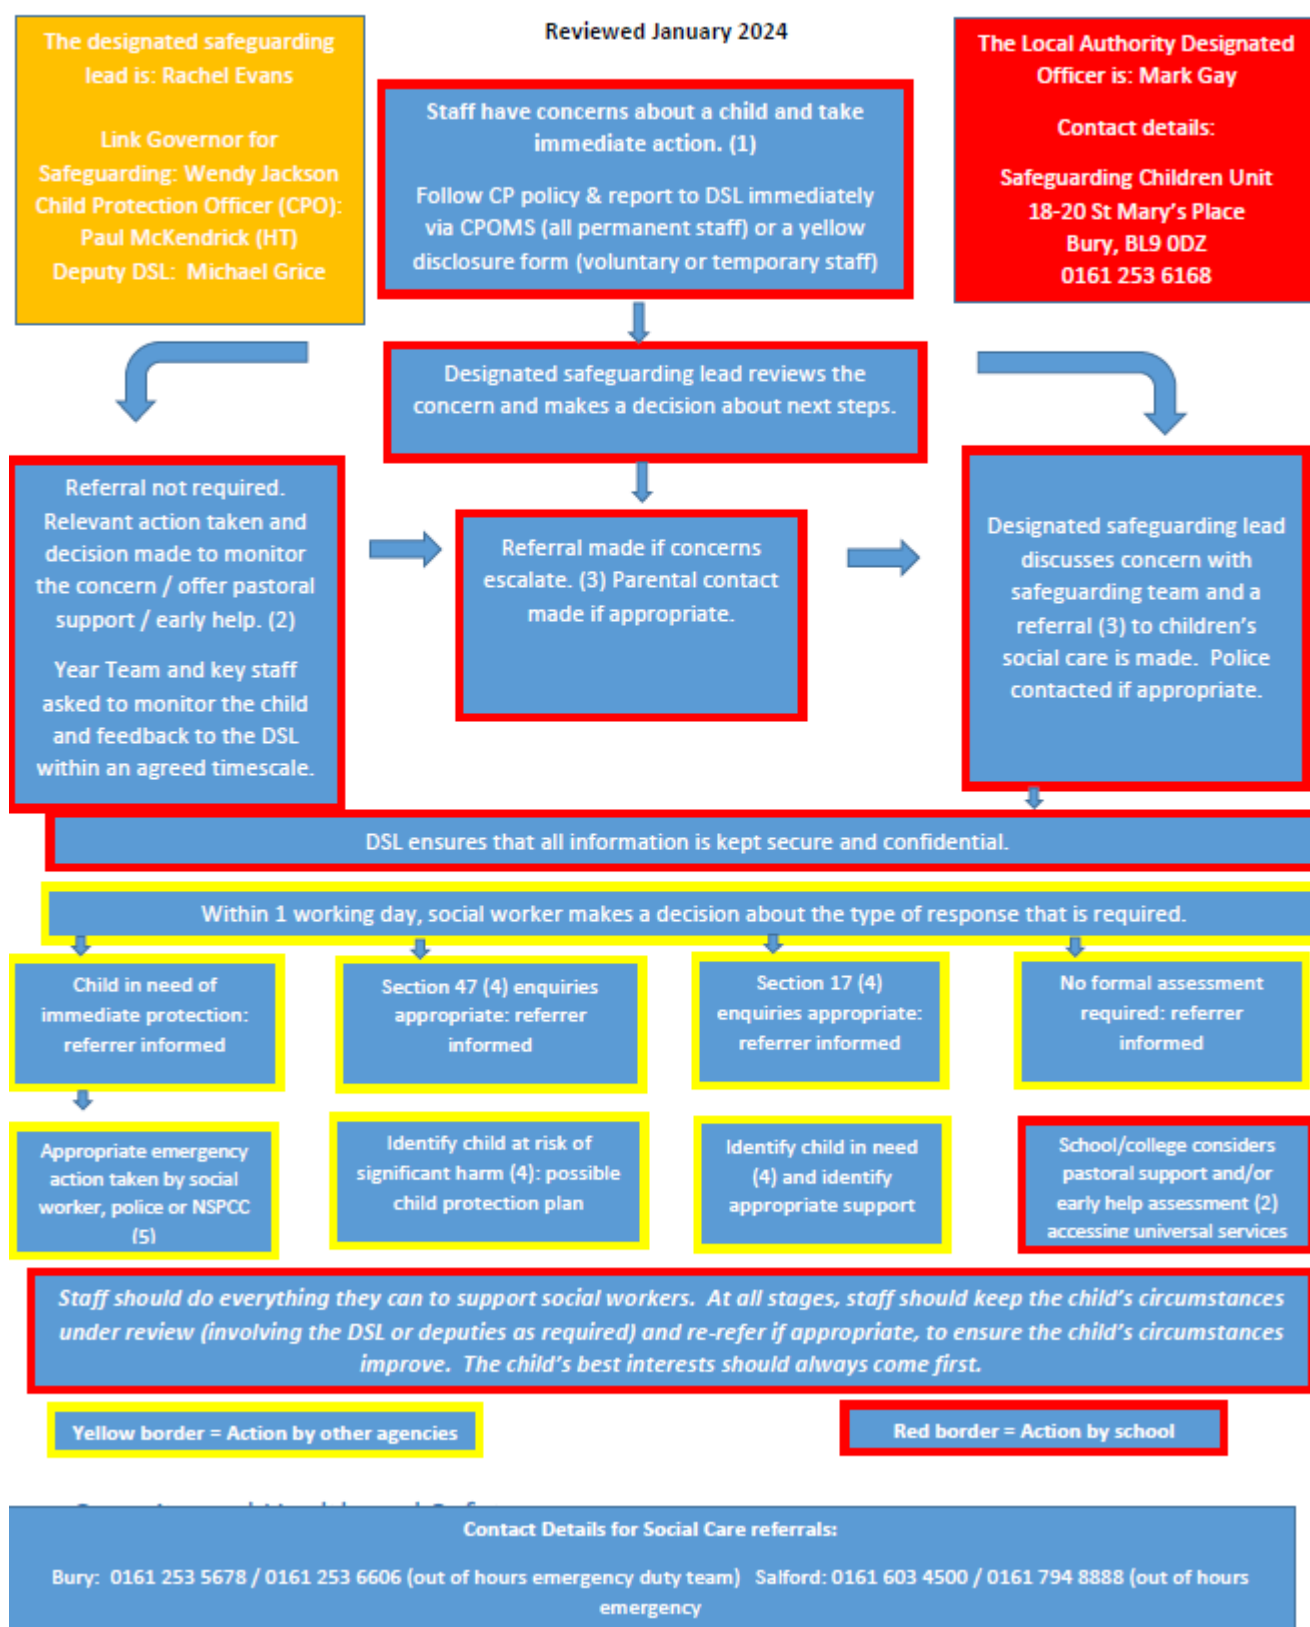 Reviewed January 2024
The designated safeguarding
lead is: Rachel Evans
Link Governor for
Safeguarding: Wendy Jackson
Child Protection Officer (CPO):
Paul McKendrick (HT)
Deputy DSL: Michael Grice
Staff have concerns about a child and take
immediate action. (1)
Follow CP policy & report to DSL immediately
via CPOMS (all permanent staff) or a yellow
disclosure form (voluntary or temporary staff)
The Local Authority Designated
Officer is: Mark Gay
Contact details:
Safeguarding Children Unit
18-20 St Mary's Place
Bury, BL9 0DZ
0161 253 6168
Designated safeguarding lead reviews the
concern and makes a decision about next steps.
Referral not required.
Relevant action taken and
decision made to monitor
the concern / offer pastoral
support / early help. (2)
Year Team and key staff
asked to monitor the child
and feedback to the DSL
within an agreed timescale.
Referral made if concerns
escalate. (3) Parental contact
made if appropriate.
Designated safeguarding lead
discusses concern with
safeguarding team and a
referral (3) to children's
social care is made. Police
contacted if appropriate.
DSL ensures that all information is kept secure and confidential.
Within 1 working day, social worker makes a decision about the type of response that is required.
Child in need of
immediate protection:
referrer informed
Section 47 (4) enquiries
appropriate: referrer
informed
Section 17 (4)
enquiries appropriate:
referrer informed
No formal assessment
required: referrer
informed
Appropriate emergency
action taken by social
worker, police or NSPCC
(5)
Identify child at risk of
significant harm (4): possible
child protection plan
Identify child in need
(4) and identify
appropriate support
School/college considers
pastoral support and/or
early help assessment (2)
accessing universal services
Staff should do everything they can to support social workers. At all stages, staff should keep the child's circumstances
under review (involving the DSL or deputies as required) and re-refer if appropriate, to ensure the child's circumstances
improve. The child's best interests should always come first.
Yellow border = Action by other agencies
Red border = Action by school
Contact Details for Social Care referrals:
Bury: 0161 253 5678 / 0161 253 6606 (out of hours emergency duty team) Salford: 0161 603 4500 / 0161 794 8888 (out of hours
emergency